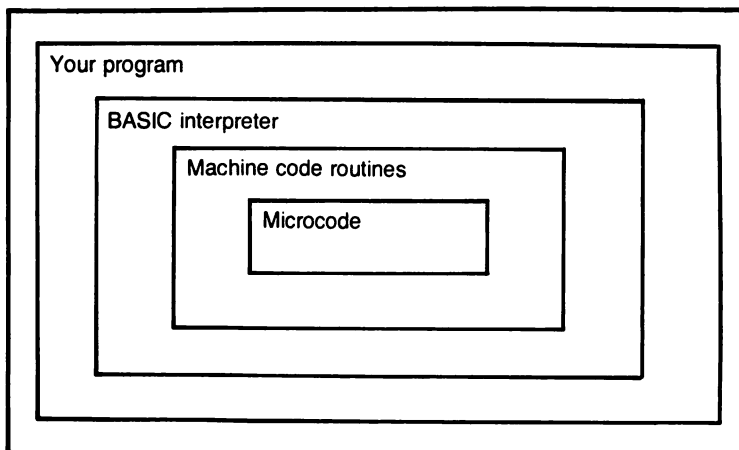 Your program
BASIC interpreter
Machine code routines
Microcode